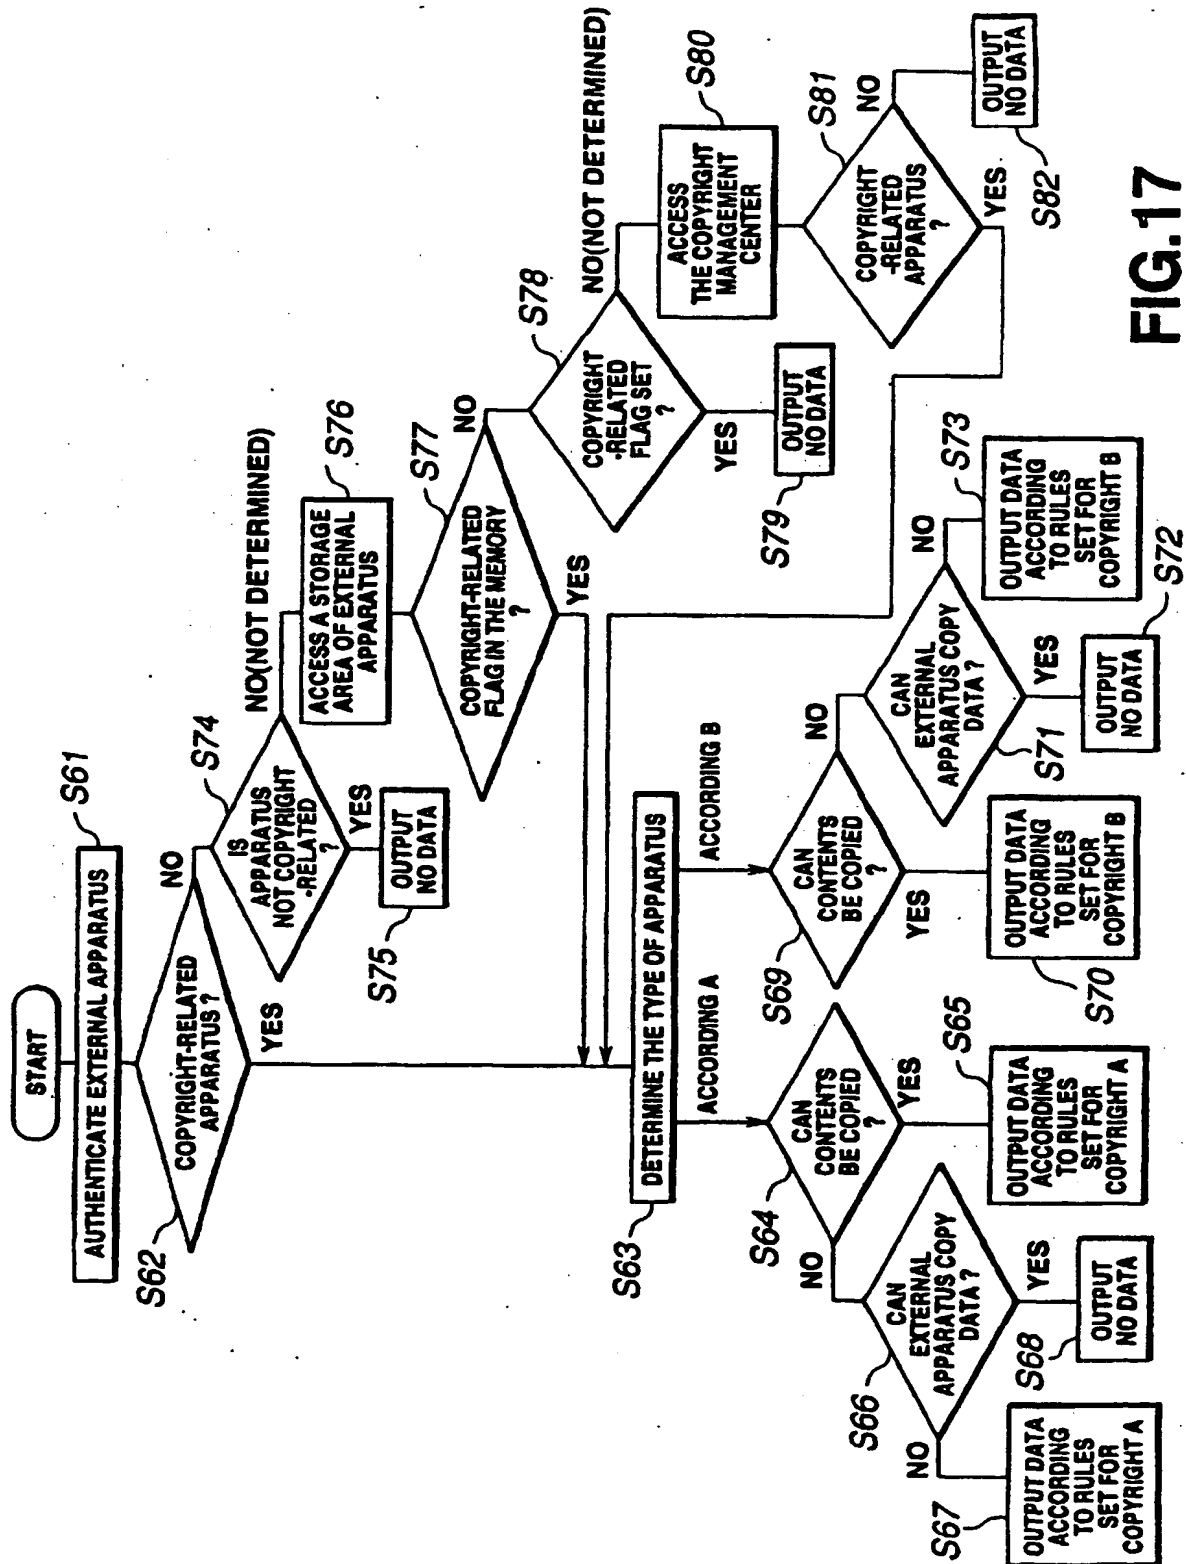 START
AUTHENTICATE EXTERNAL APPARATUS
S61
COPYRIGHT-RELATED
APPARATUS ?
S62
NO
YES
IS
APPARATUS
NOT COPYRIGHT
-RELATED
?
S74
NO(NOT DETERMINED)
YES
OUTPUT
NO DATA
S75
ACCESS A STORAGE
AREA OF EXTERNAL
APPARATUS
S76
COPYRIGHT-RELATED
FLAG IN THE MEMORY
?
S77
NO
YES
COPYRIGHT
-RELATED
FLAG SET
?
S78
NO(NOT DETERMINED)
YES
OUTPUT
NO DATA
S79
ACCESS
THE COPYRIGHT
MANAGEMENT
CENTER
S80
COPYRIGHT
-RELATED
APPARATUS
?
S81
NO
YES
OUTPUT
NO DATA
S82
DETERMINE THE TYPE OF APPARATUS
S63
ACCORDING A
ACCORDING B
CAN
CONTENTS
BE COPIED
?
S64
NO
YES
OUTPUT DATA
ACCORDING
TO RULES
SET FOR
COPYRIGHT A
S65
CAN
EXTERNAL
APPARATUS COPY
DATA ?
S66
NO
YES
OUTPUT DATA
ACCORDING
TO RULES
SET FOR
COPYRIGHT A
S67
OUTPUT
NO DATA
S68
CAN
CONTENTS
BE COPIED
?
S69
NO
YES
OUTPUT DATA
ACCORDING
TO RULES
SET FOR
COPYRIGHT B
S70
CAN
EXTERNAL
APPARATUS COPY
DATA ?
S71
NO
YES
OUTPUT
NO DATA
S72
OUTPUT DATA
ACCORDING
TO RULES
SET FOR
COPYRIGHT B
S73
FIG.17